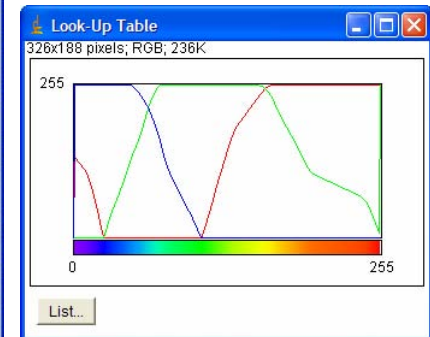 Look-Up Table
326x188 pixels; RGB; 236K
255
0 255
List...